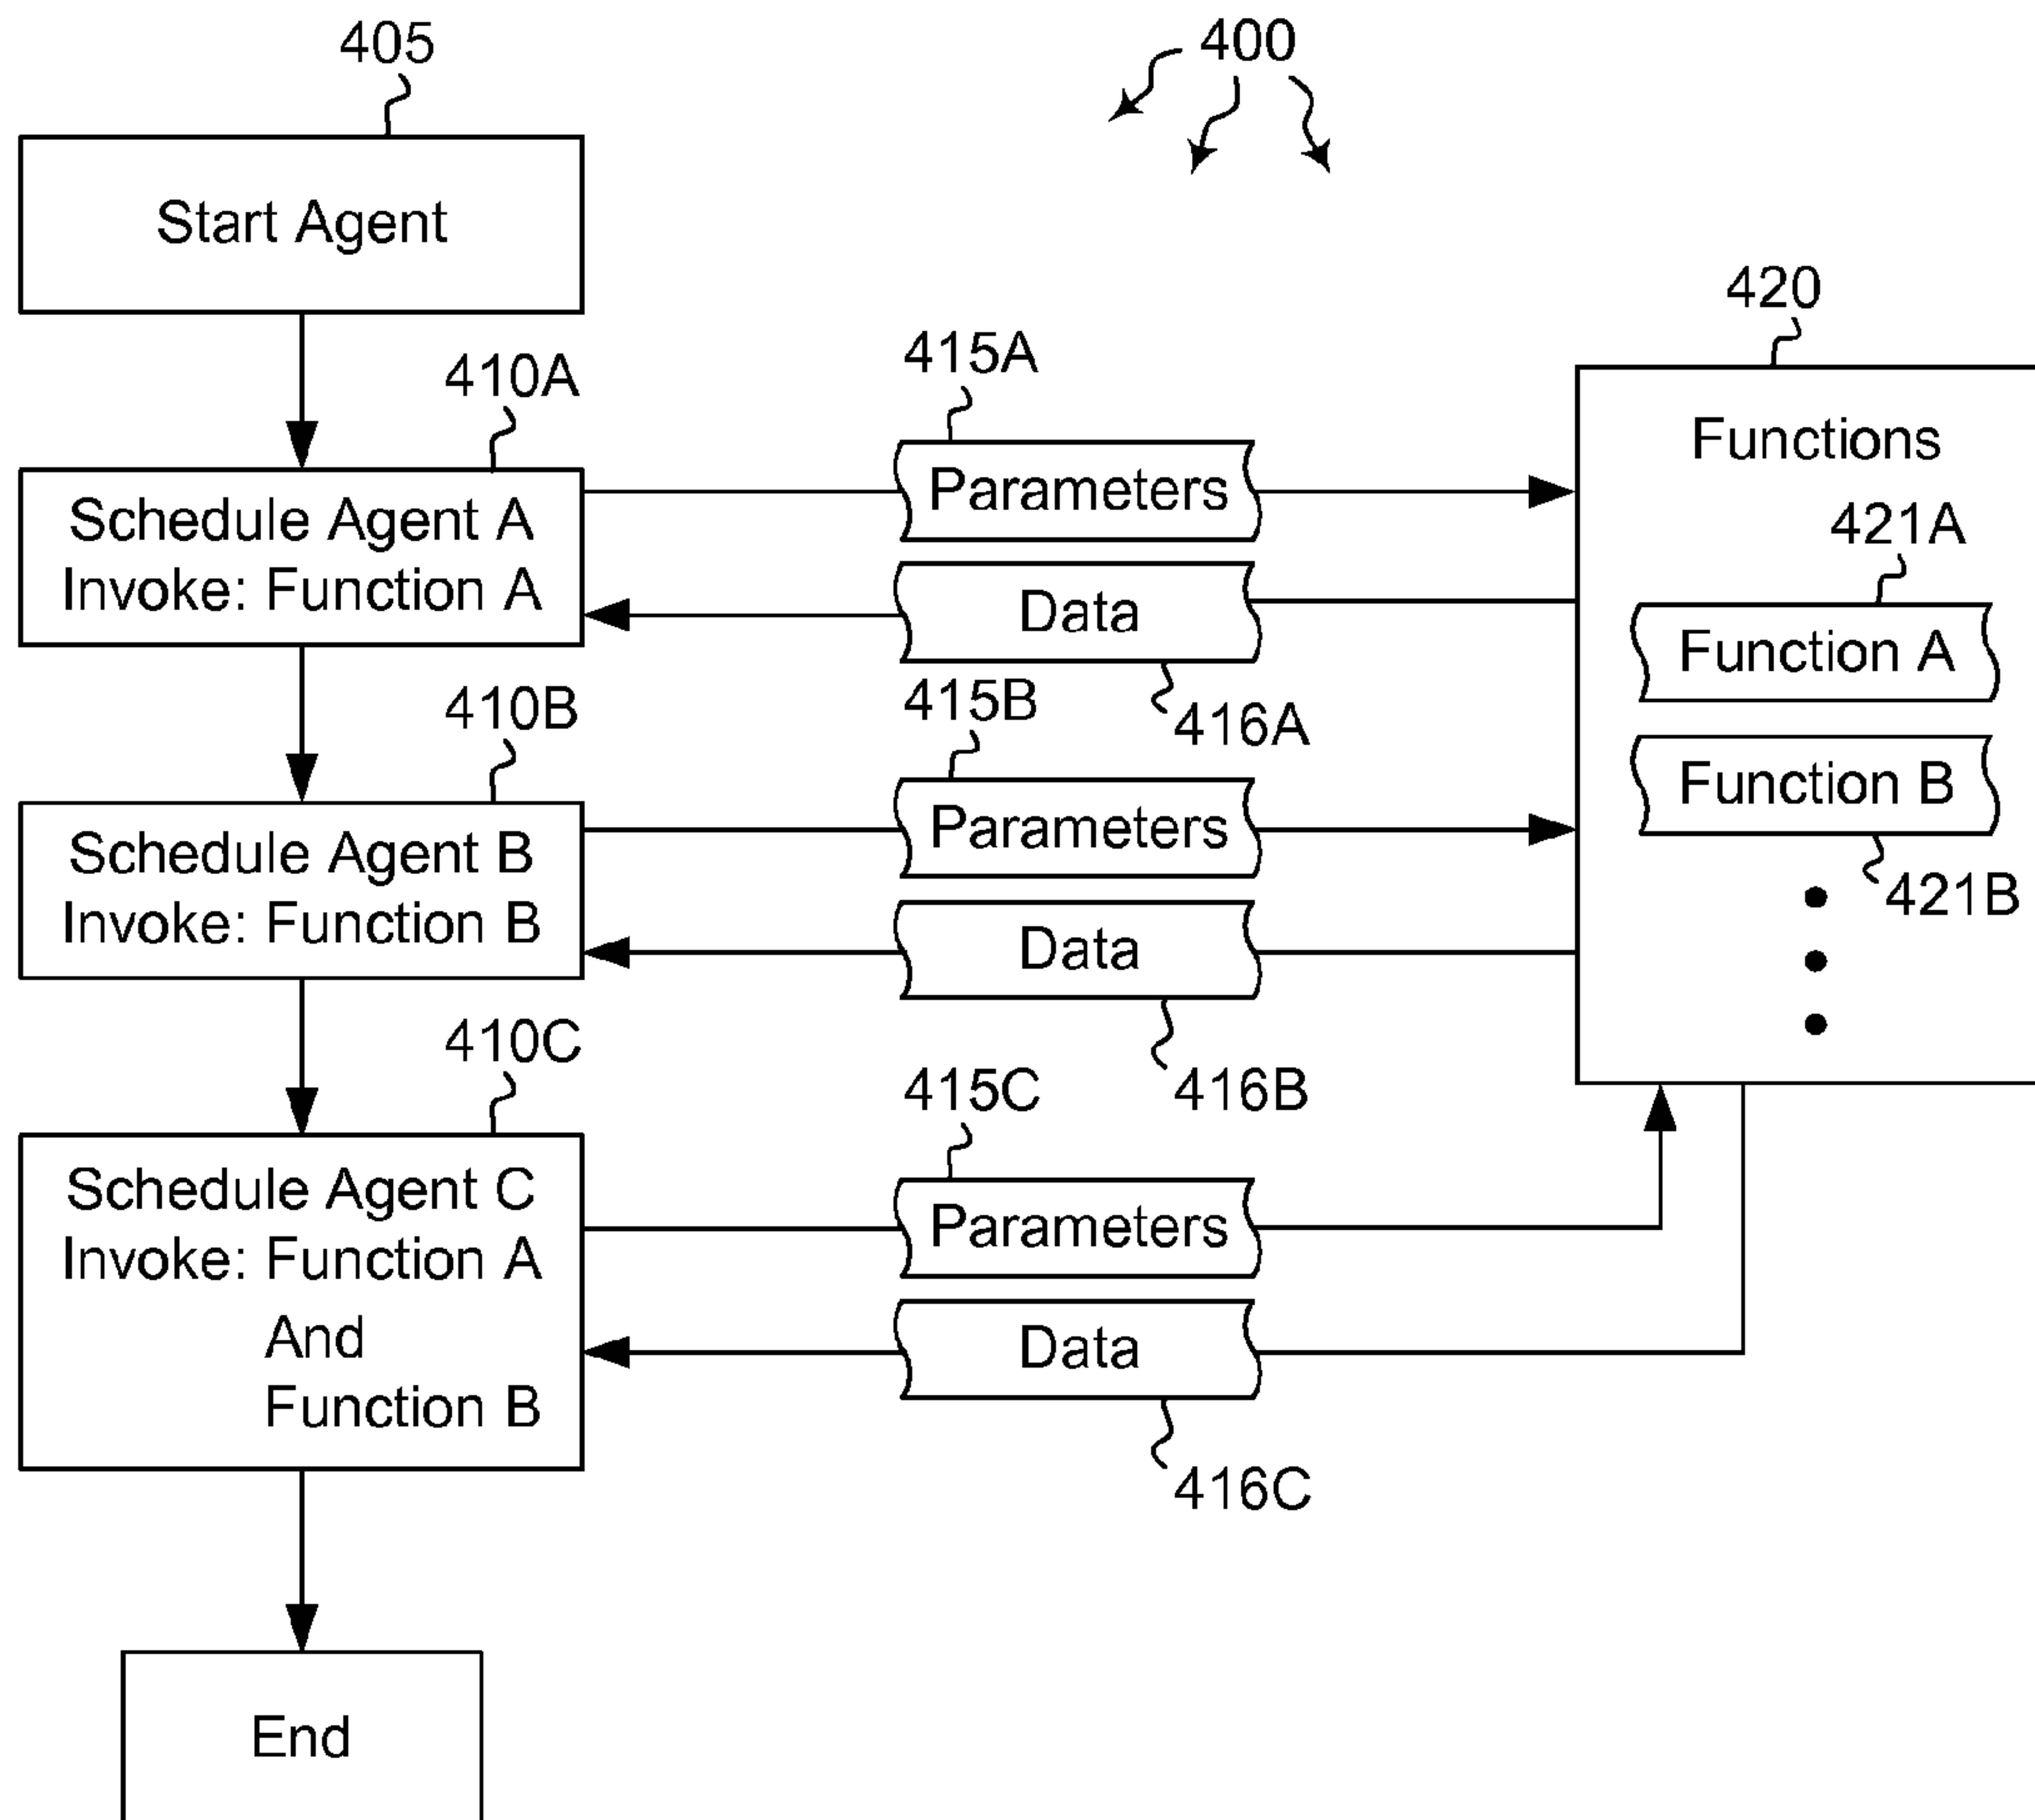 405
400
Start Agent
420
410A
415A
Functions
Schedule Agent A
Invoke: Function A
Parameters
421A
Data
Function A
410B
415B
416A
Function B
Schedule Agent B
Invoke: Function B
Parameters
421B
Data
410C
415C
416B
Schedule Agent C
Invoke: Function A
And
Function B
Parameters
Data
416C
End